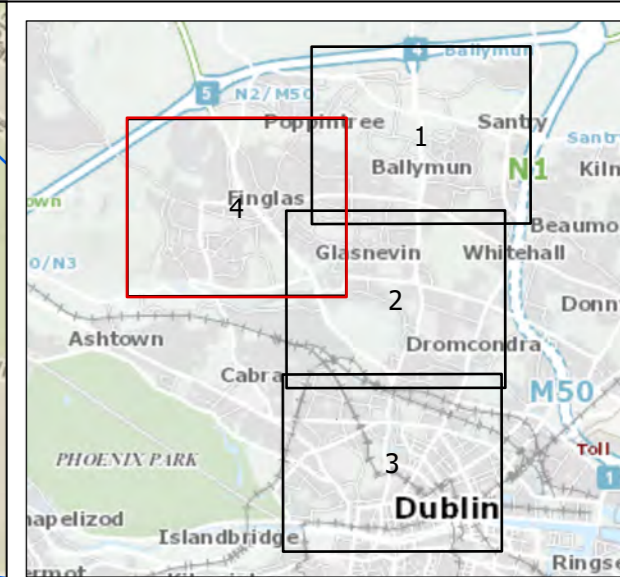 4 Ballymun
5 N2/M50
Poppintree 1 Santry
Santry
Ballymun N1 Kiln
own Finglas
4
Beaumo
O/N3 Glasnevin Whitehall
2 Donn
Ashtown Dromcondra
Cabra
M50
PHOENIX PARK 3 Toll
1
Dublin
hapelizod
Islandbridge
ermot Ringse